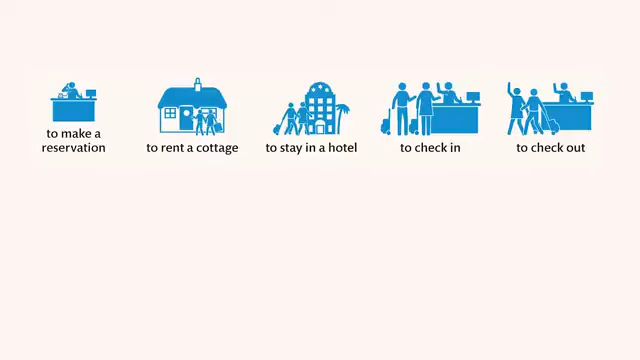 to make a
reservation
to rent a cottage
to stay in a hotel
to check in
to check out